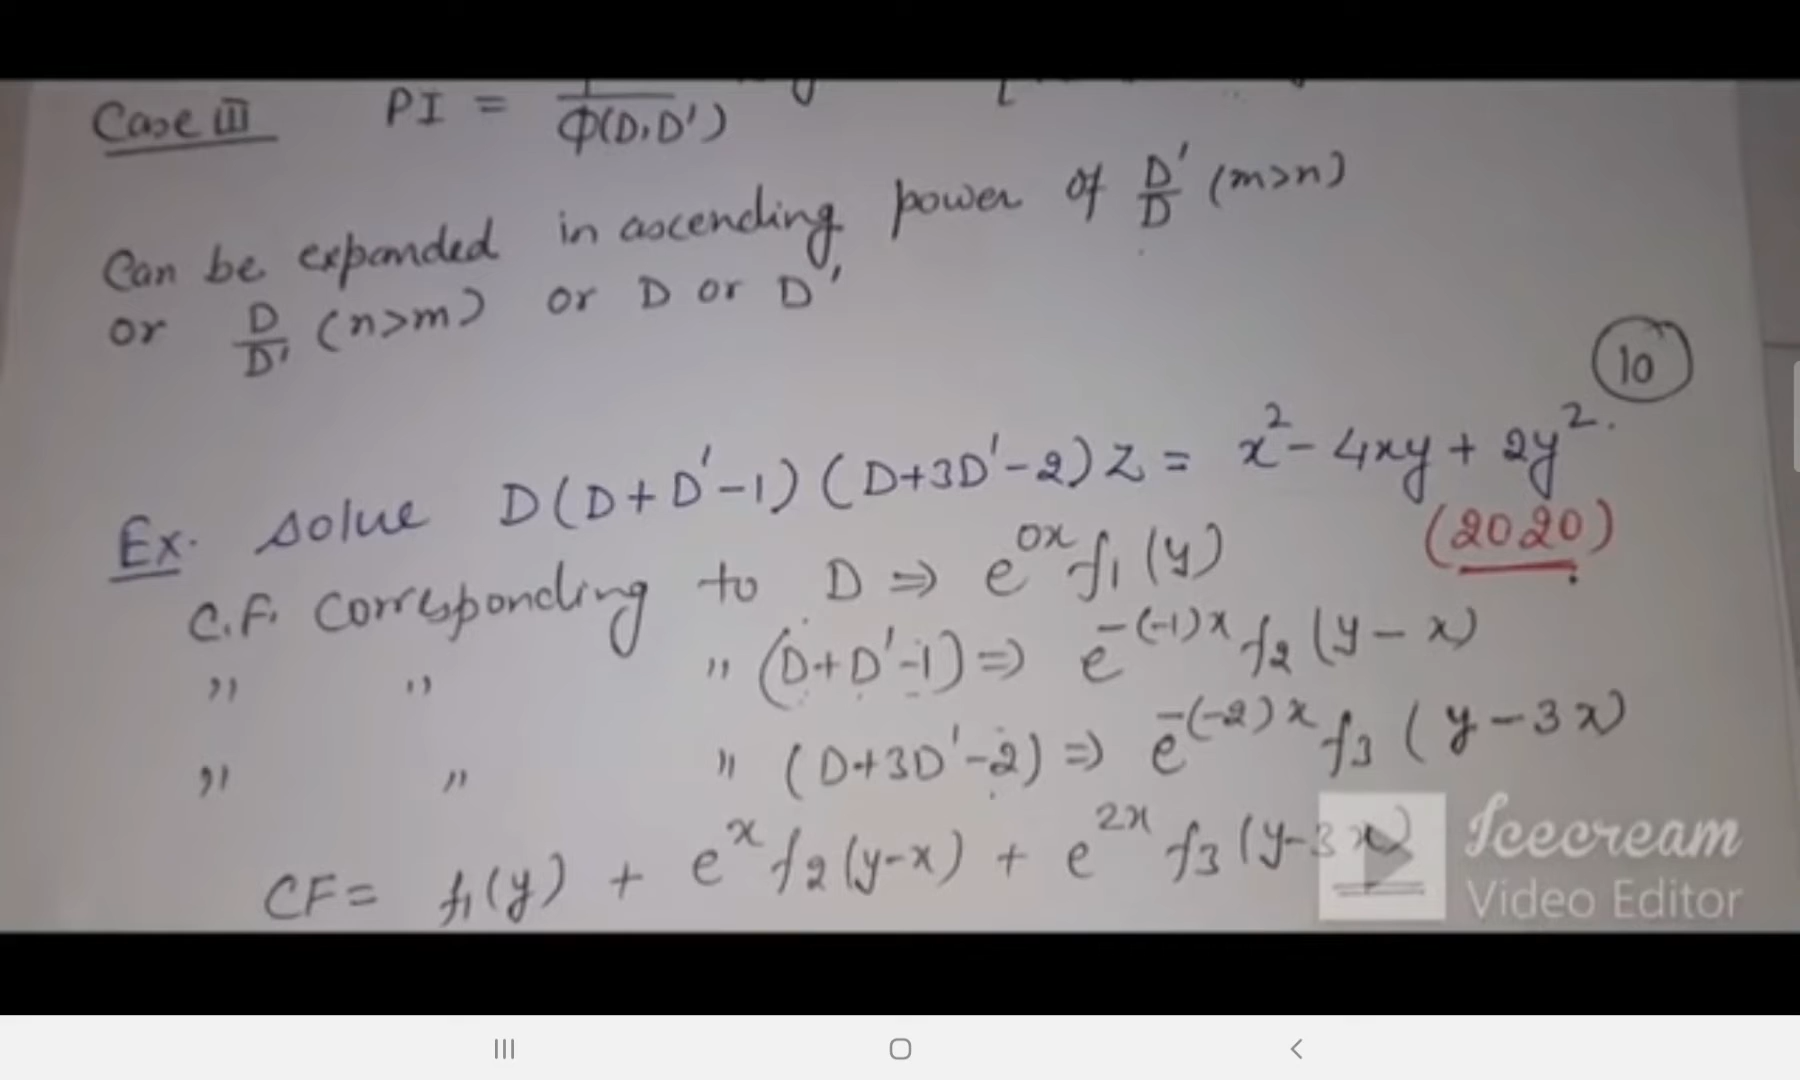 Case III PI = 1/ϕ(D,D')
Can be expanded in ascending power of D'/D (m>n)
or D/D' (n>m) or D or D'
10
Ex. Solve D(D+D'-1)(D+3D'-2)Z = x²-4xy+2y².
(2020)
C.F. Corresponding to D ⇒ e^{0x} f₁(y)
" " " (D+D'-1) ⇒ e^{-(-1)x} f₂(y-x)
" " " (D+3D'-2) ⇒ e^{-(-2)x} f₃(y-3x)
CF = f₁(y) + e^{x} f₂(y-x) + e^{2x} f₃(y-3x)
Icecream
Video Editor